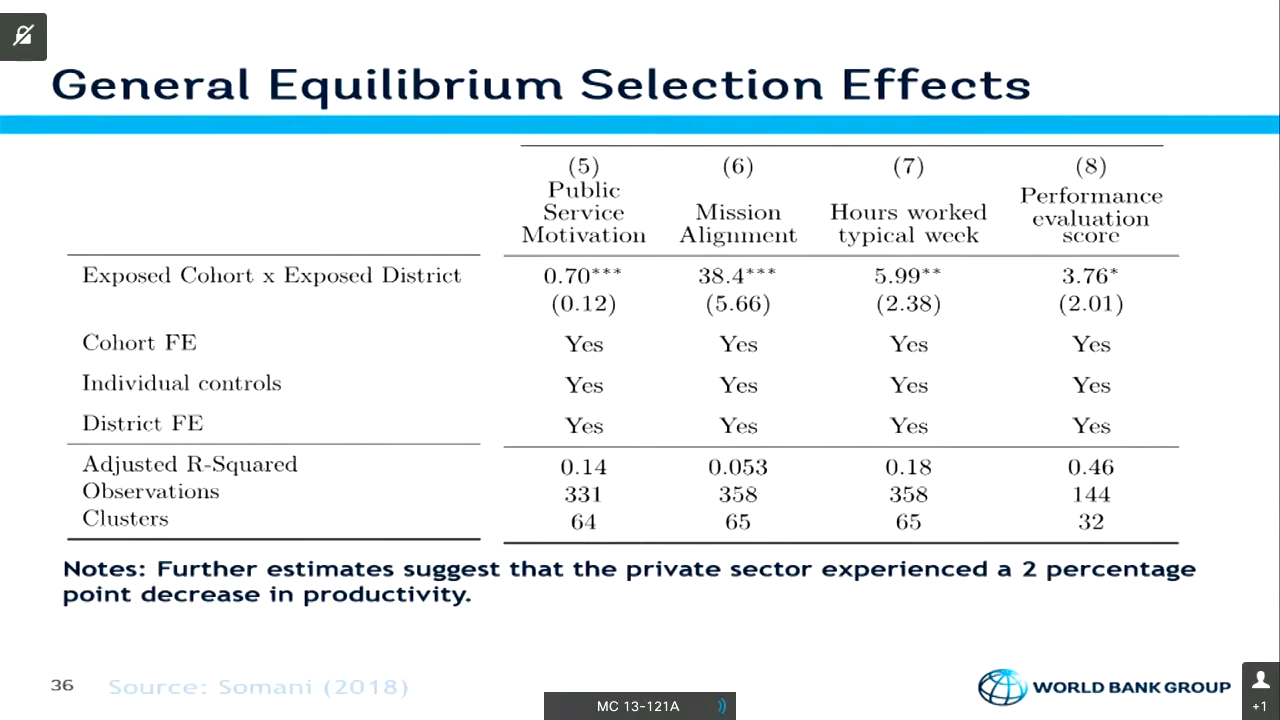 General Equilibrium Selection Effects
(5) (6) (7) (8)
Public
Service
Motivation
Mission
Alignment
Hours worked
typical week
Performance
evaluation
score
Exposed Cohort x Exposed District 0.70*** 38.4*** 5.99** 3.76*
(0.12) (5.66) (2.38) (2.01)
Cohort FE Yes Yes Yes Yes
Individual controls Yes Yes Yes Yes
District FE Yes Yes Yes Yes
Adjusted R-Squared 0.14 0.053 0.18 0.46
Observations 331 358 358 144
Clusters 64 65 65 32
Notes: Further estimates suggest that the private sector experienced a 2 percentage
point decrease in productivity.
36 Source: Somani (2018)
WORLD BANK GROUP
MC 13-121A
+1